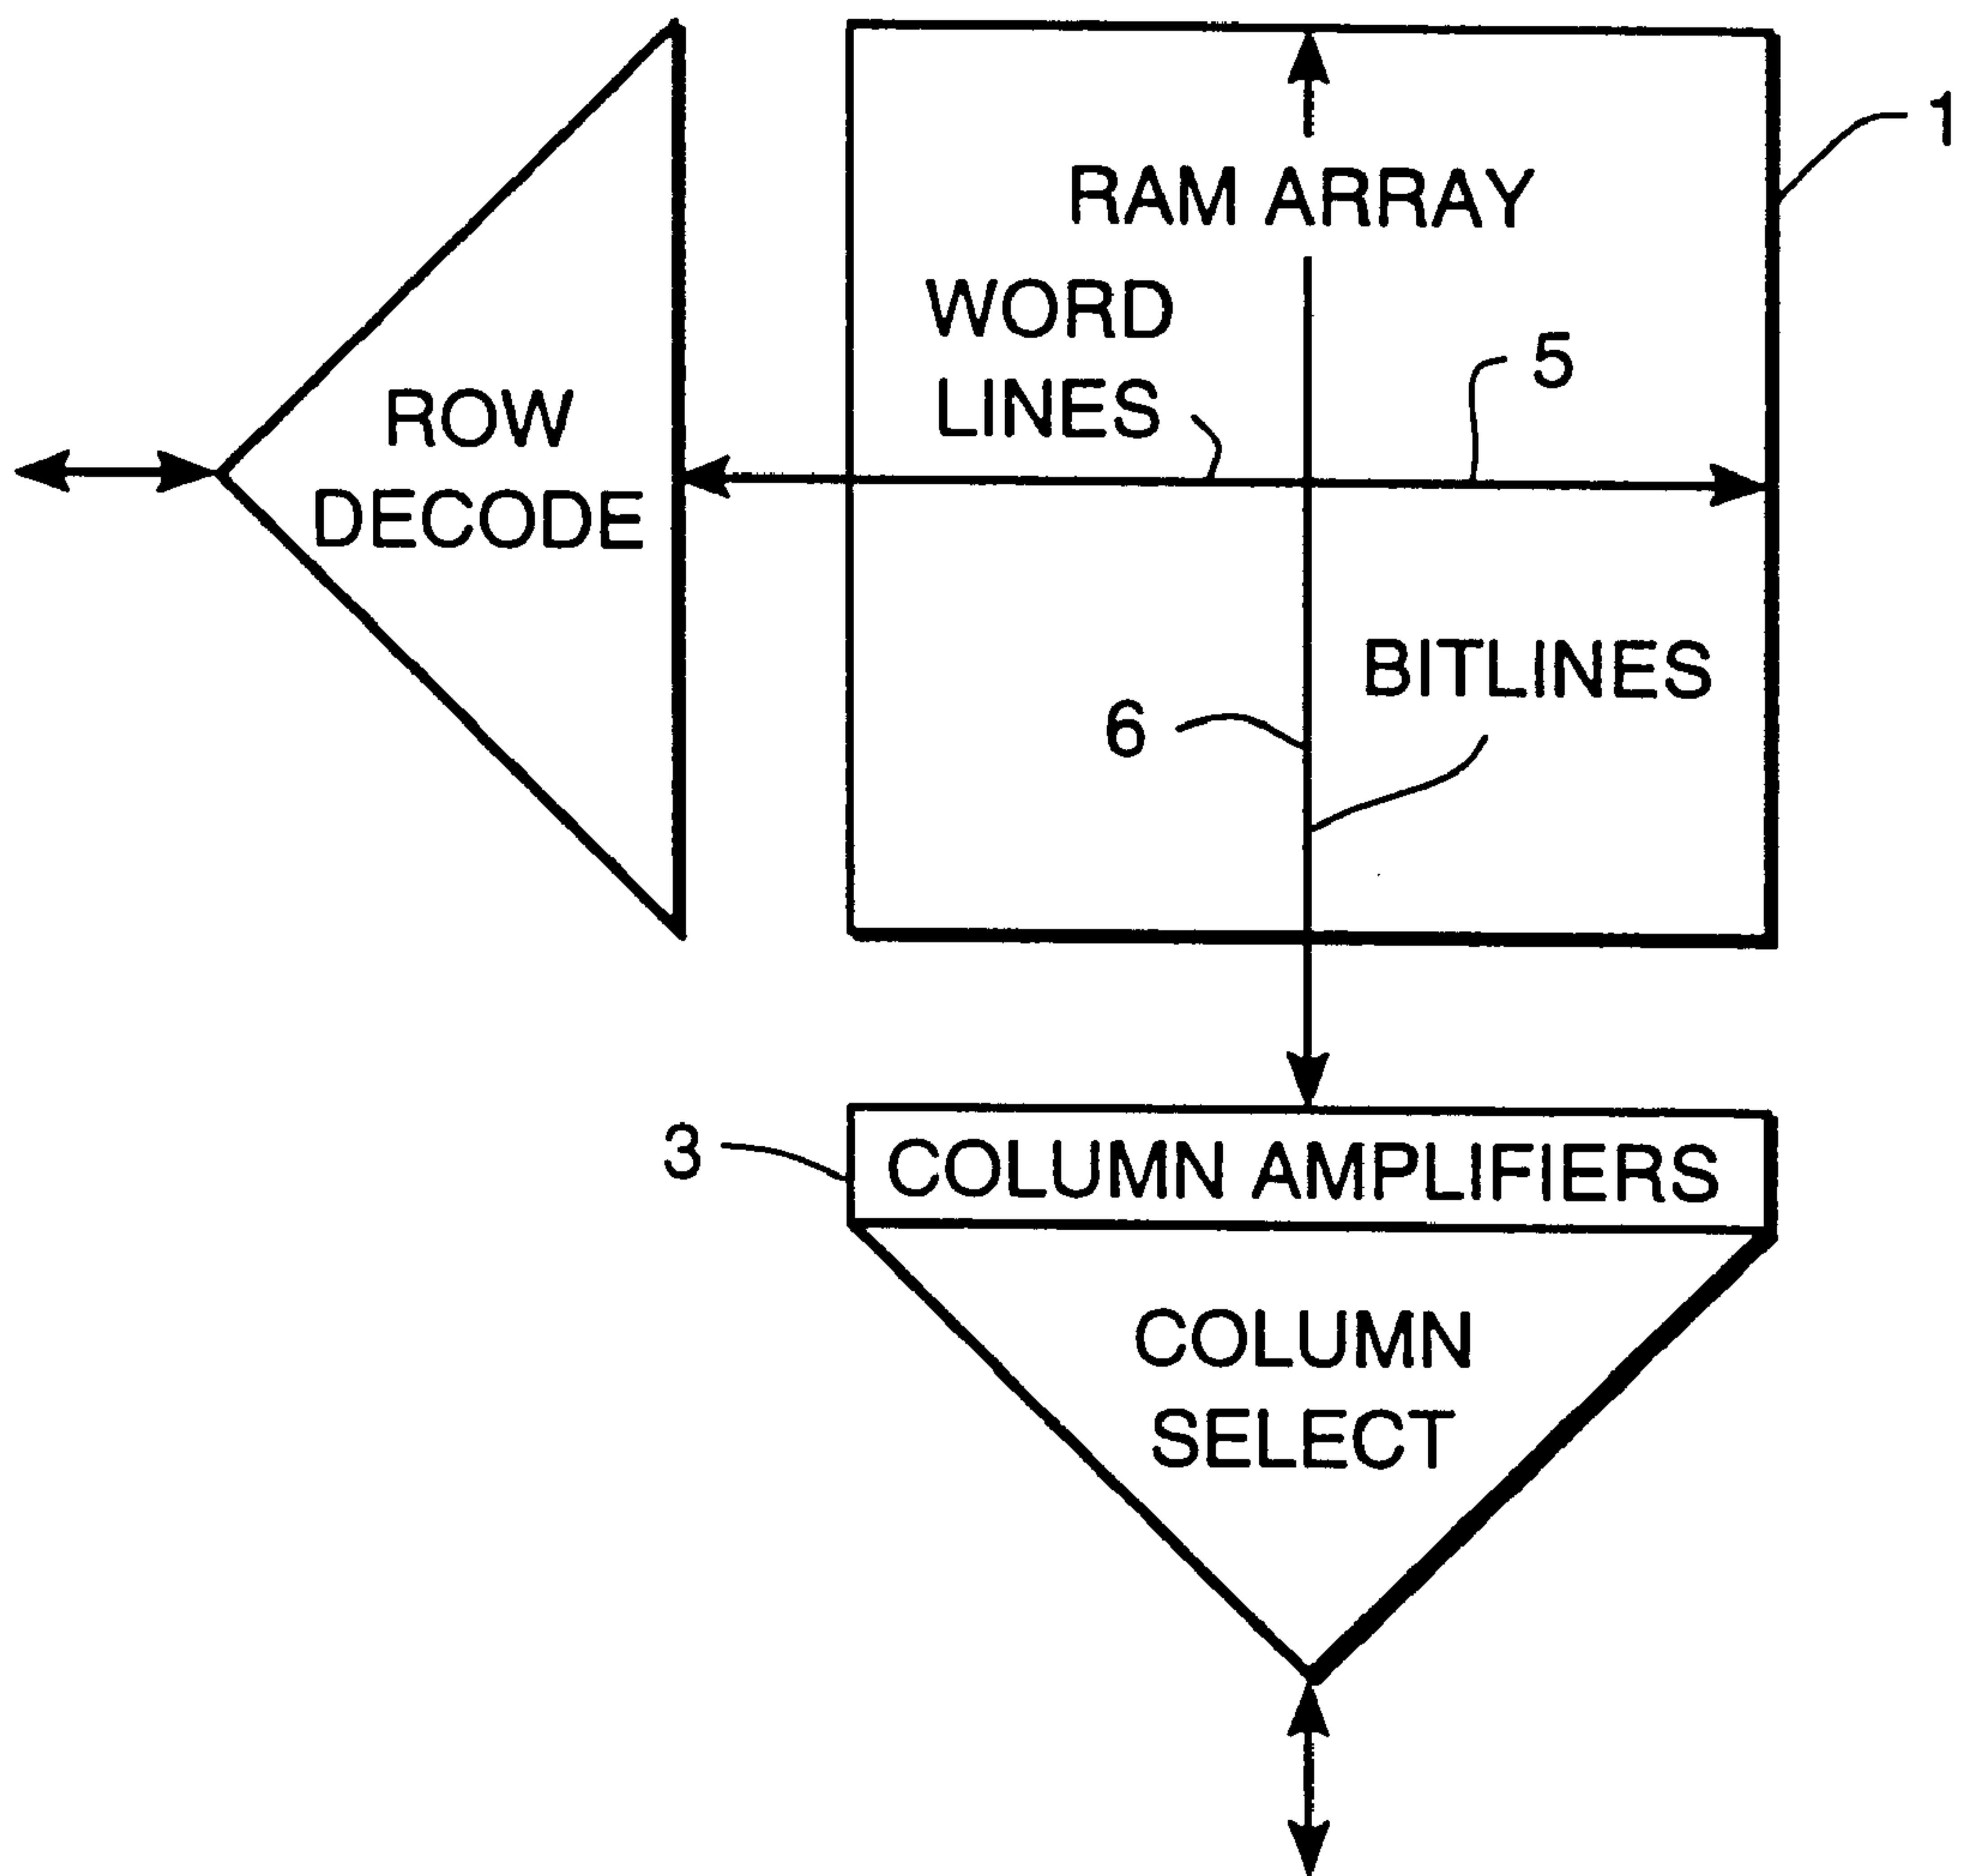 1
RAM ARRAY
WORD
LINES
5
ROW
DECODE
BITLINES
6
3
COLUMN AMPLIFIERS
COLUMN
SELECT